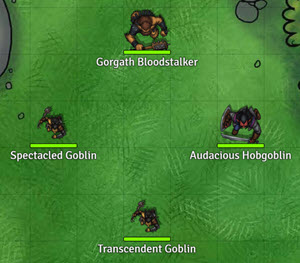 Gorgath Bloodstalker
Spectacled Goblin
Audacious Hobgoblin
Transcendent Goblin